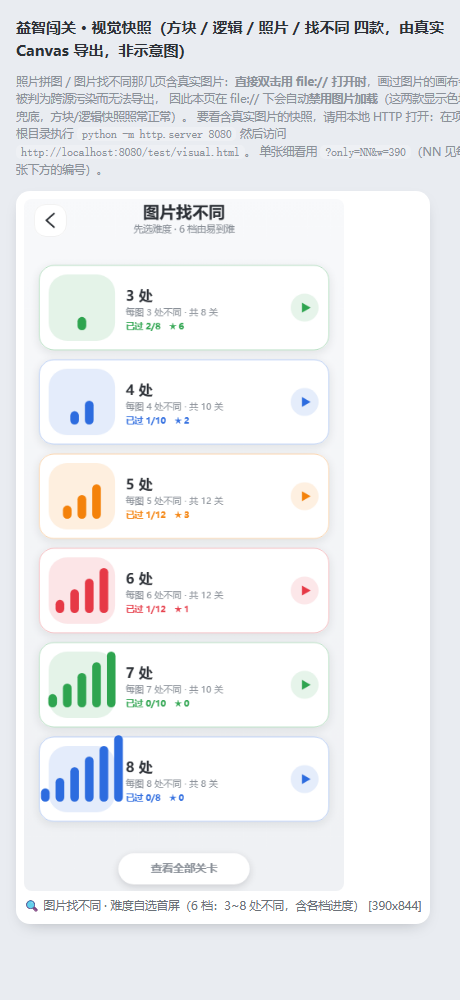 益智闯关 · 视觉快照（方块 / 逻辑 / 照片 / 找不同 四款，由真实
Canvas 导出，非示意图）
照片拼图 / 图片找不同那几页含真实图片：直接双击用 file:// 打开时，画过图片的画布
被判为跨源污染而无法导出， 因此本页在 file:// 下会自动禁用图片加载（这两款显示色
兜底，方块/逻辑快照照常正常）。 要看含真实图片的快照，请用本地 HTTP 打开：在项
根目录执行 python -m http.server 8080 然后访问
http://localhost:8080/test/visual.html 。 单张细看用 ?only=NN&w=390 （NN 见每
张下方的编号）。
图片找不同
先选难度 · 6 档由易到难
3 处
每图 3 处不同 · 共 8 关
已过 2/8 ★ 6
4 处
每图 4 处不同 · 共 10 关
已过 1/10 ★ 2
5 处
每图 5 处不同 · 共 12 关
已过 1/12 ★ 3
6 处
每图 6 处不同 · 共 12 关
已过 1/12 ★ 1
7 处
每图 7 处不同 · 共 10 关
已过 0/10 ★ 0
8 处
每图 8 处不同 · 共 8 关
已过 0/8 ★ 0
查看全部关卡
🔍 图片找不同 · 难度自选首屏（6 档：3~8 处不同，含各档进度） [390x844]